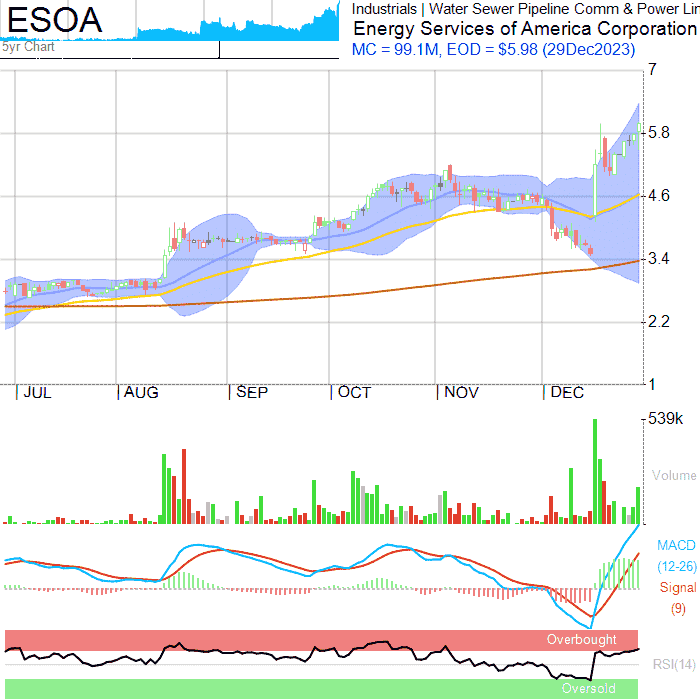 ESOA
5yr Chart
Industrials | Water Sewer Pipeline Comm & Power Lin
Energy Services of America Corporation
MC = 99.1M, EOD = $5.98 (29Dec2023)
7
5.8
4.6
3.4
2.2
1
JUL AUG SEP OCT NOV DEC
539k
Volume
MACD
(12-26)
Signal
(9)
Overbought
RSI(14)
Oversold